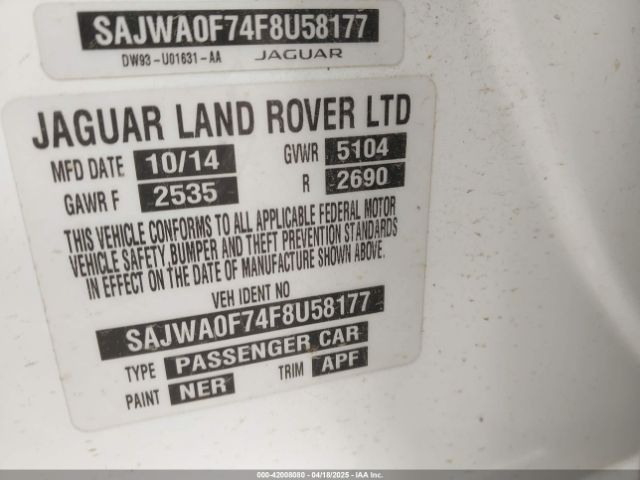 SAJWA0F74F8U58177
DW93-U01631-AA JAGUAR
JAGUAR LAND ROVER LTD
MFD DATE 10/14 GVWR 5104
GAWR F 2535 R 2690
THIS VEHICLE CONFORMS TO ALL APPLICABLE FEDERAL MOTOR
VEHICLE SAFETY,BUMPER AND THEFT PREVENTION STANDARDS
IN EFFECT ON THE DATE OF MANUFACTURE SHOWN ABOVE.
VEH IDENT NO
SAJWA0F74F8U58177
TYPE PASSENGER CAR
PAINT NER TRIM APF
000-42008080 - 04/18/2025 - IAA Inc.